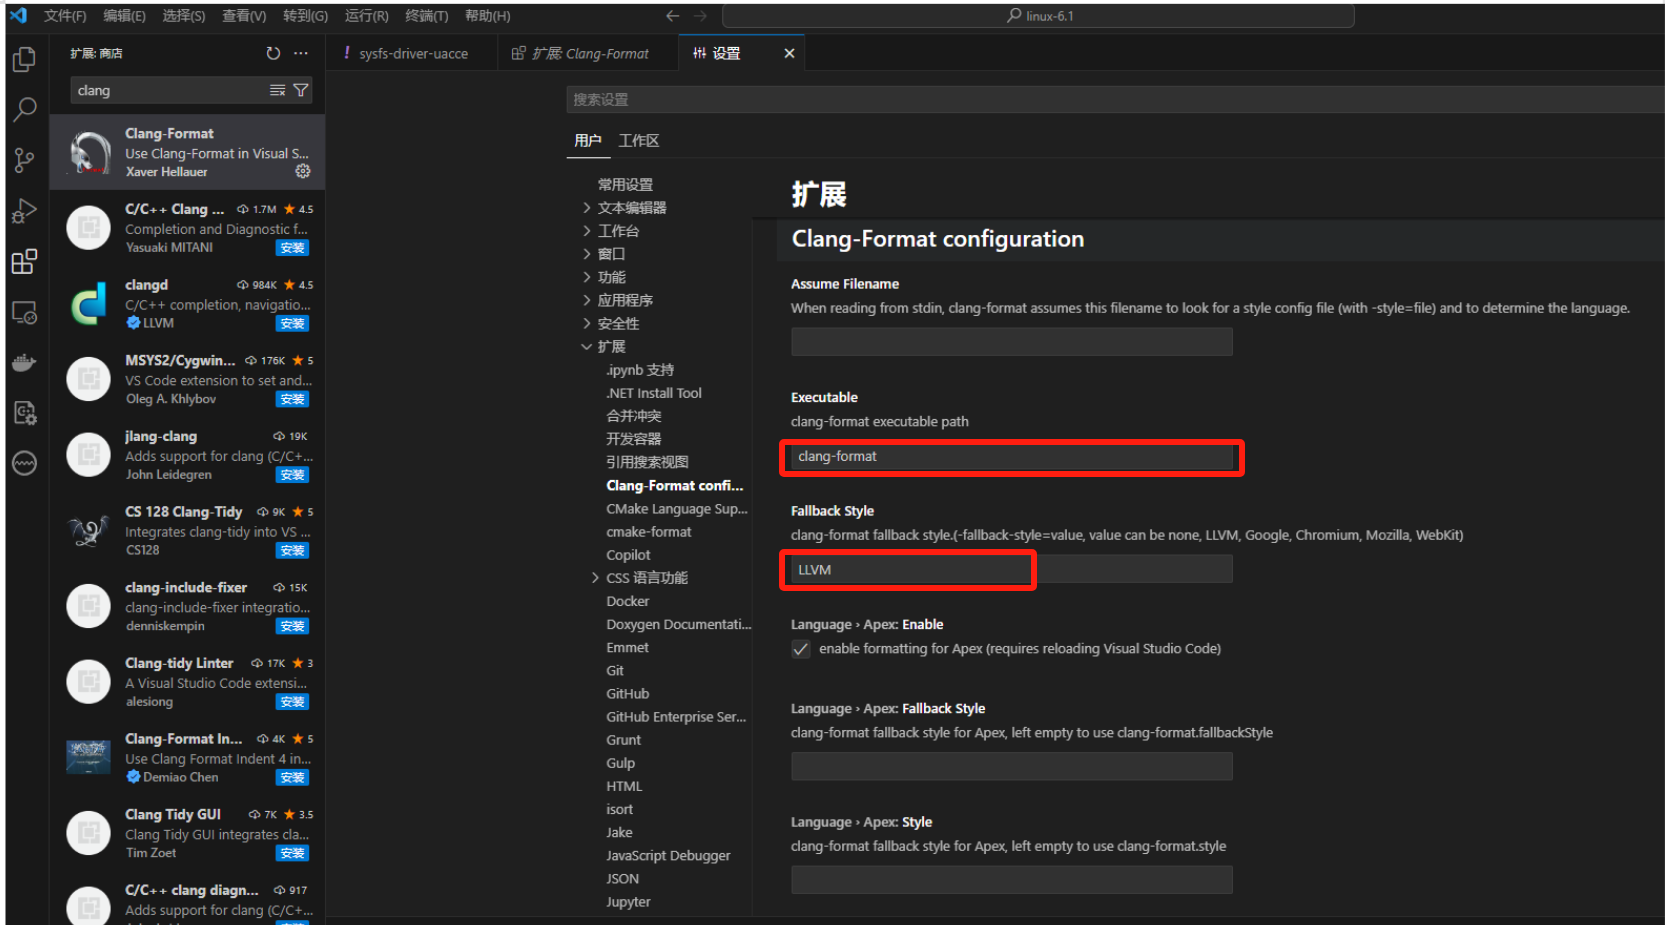 文件(F) 编辑(E) 选择(S) 查看(V) 转到(G) 运行(R) 终端(T) 帮助(H)
linux-6.1
扩展: 商店
clang
Clang-Format
Use Clang-Format in Visual S...
Xaver Hellauer
C/C++ Clang ... 1.7M 4.5
Completion and Diagnostic f...
Yasuaki MITANI 安装
clangd 984K 4.5
C/C++ completion, navigatio...
LLVM 安装
MSYS2/Cygwin... 176K 5
VS Code extension to set and...
Oleg A. Khlybov 安装
jlang-clang 19K
Adds support for clang (C/C+...
John Leidegren 安装
CS 128 Clang-Tidy 9K 5
Integrates clang-tidy into VS ...
CS128 安装
clang-include-fixer 15K
clang-include-fixer integratio...
denniskempin 安装
Clang-tidy Linter 17K 3
A Visual Studio Code extensi...
alesiong 安装
Clang-Format In... 4K 5
Use Clang Format Indent 4 in...
Demiao Chen 安装
Clang Tidy GUI 7K 3.5
Clang Tidy GUI integrates cla...
Tim Zoet 安装
C/C++ clang diagn... 917
Adds support for clang (C/C+...
! sysfs-driver-uacce
扩展: Clang-Format
设置
搜索设置
用户 工作区
常用设置
文本编辑器
工作台
窗口
功能
应用程序
安全性
扩展
.ipynb 支持
.NET Install Tool
合并冲突
开发容器
引用搜索视图
Clang-Format confi...
CMake Language Sup...
cmake-format
Copilot
CSS 语言功能
Docker
Doxygen Documentati...
Emmet
Git
GitHub
GitHub Enterprise Ser...
Grunt
Gulp
HTML
isort
Jake
JavaScript Debugger
JSON
Jupyter
扩展
Clang-Format configuration
Assume Filename
When reading from stdin, clang-format assumes this filename to look for a style config file (with -style=file) and to determine the language.
Executable
clang-format executable path
clang-format
Fallback Style
clang-format fallback style.(-fallback-style=value, value can be none, LLVM, Google, Chromium, Mozilla, WebKit)
LLVM
Language › Apex: Enable
enable formatting for Apex (requires reloading Visual Studio Code)
Language › Apex: Fallback Style
clang-format fallback style for Apex, left empty to use clang-format.fallbackStyle
Language › Apex: Style
clang-format fallback style for Apex, left empty to use clang-format.style